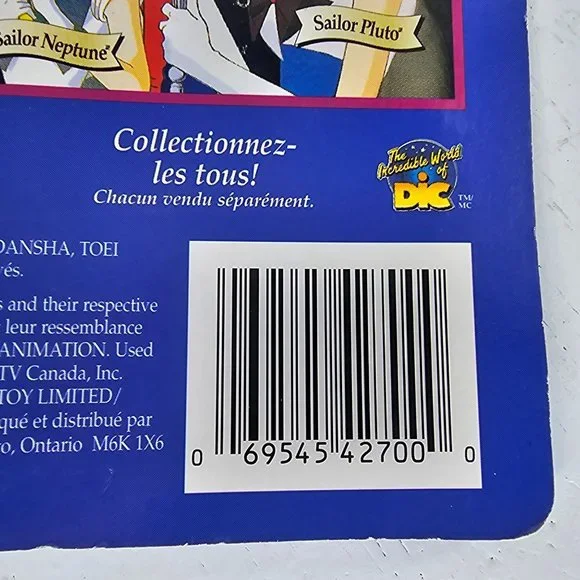 Sailor Neptune
Sailor Pluto
Collectionnez-
les tous!
Chacun vendu séparément.
The
Incredible World
of
DiC
TM/
MC
DANSHA, TOEI
s and their respective
leur ressemblance
ANIMATION. Used
TV Canada, Inc.
TOY LIMITED/
qué et distribué par
o, Ontario M6K 1X6
0 69545 42700 0